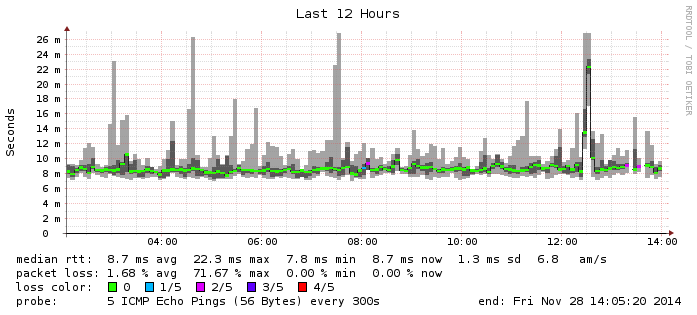 Last 12 Hours
RRDTOOL / TOBI OETIKER
Seconds
26 m
24 m
22 m
20 m
18 m
16 m
14 m
12 m
10 m
8 m
6 m
4 m
2 m
0
04:00 06:00 08:00 10:00 12:00 14:00
median rtt: 8.7 ms avg 22.3 ms max 7.8 ms min 8.7 ms now 1.3 ms sd 6.8 am/s
packet loss: 1.68 % avg 71.67 % max 0.00 % min 0.00 % now
loss color: 0 1/5 2/5 3/5 4/5
probe: 5 ICMP Echo Pings (56 Bytes) every 300s end: Fri Nov 28 14:05:20 2014